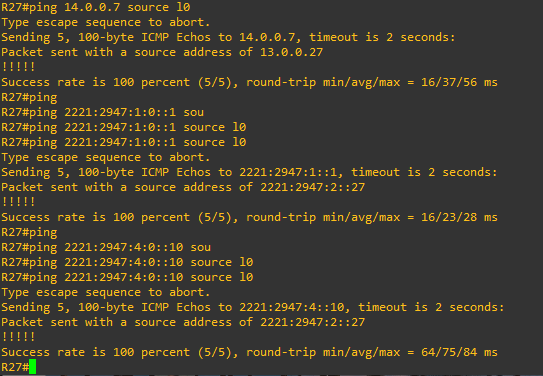 R27#ping 14.0.0.7 source l0
Type escape sequence to abort.
Sending 5, 100-byte ICMP Echos to 14.0.0.7, timeout is 2 seconds:
Packet sent with a source address of 13.0.0.27
!!!!!
Success rate is 100 percent (5/5), round-trip min/avg/max = 16/37/56 ms
R27#ping
R27#ping 2221:2947:1:0::1 sou
R27#ping 2221:2947:1:0::1 source l0
R27#ping 2221:2947:1:0::1 source l0
Type escape sequence to abort.
Sending 5, 100-byte ICMP Echos to 2221:2947:1::1, timeout is 2 seconds:
Packet sent with a source address of 2221:2947:2::27
!!!!!
Success rate is 100 percent (5/5), round-trip min/avg/max = 16/23/28 ms
R27#ping
R27#ping 2221:2947:4:0::10 sou
R27#ping 2221:2947:4:0::10 source l0
R27#ping 2221:2947:4:0::10 source l0
Type escape sequence to abort.
Sending 5, 100-byte ICMP Echos to 2221:2947:4::10, timeout is 2 seconds:
Packet sent with a source address of 2221:2947:2::27
!!!!!
Success rate is 100 percent (5/5), round-trip min/avg/max = 64/75/84 ms
R27#